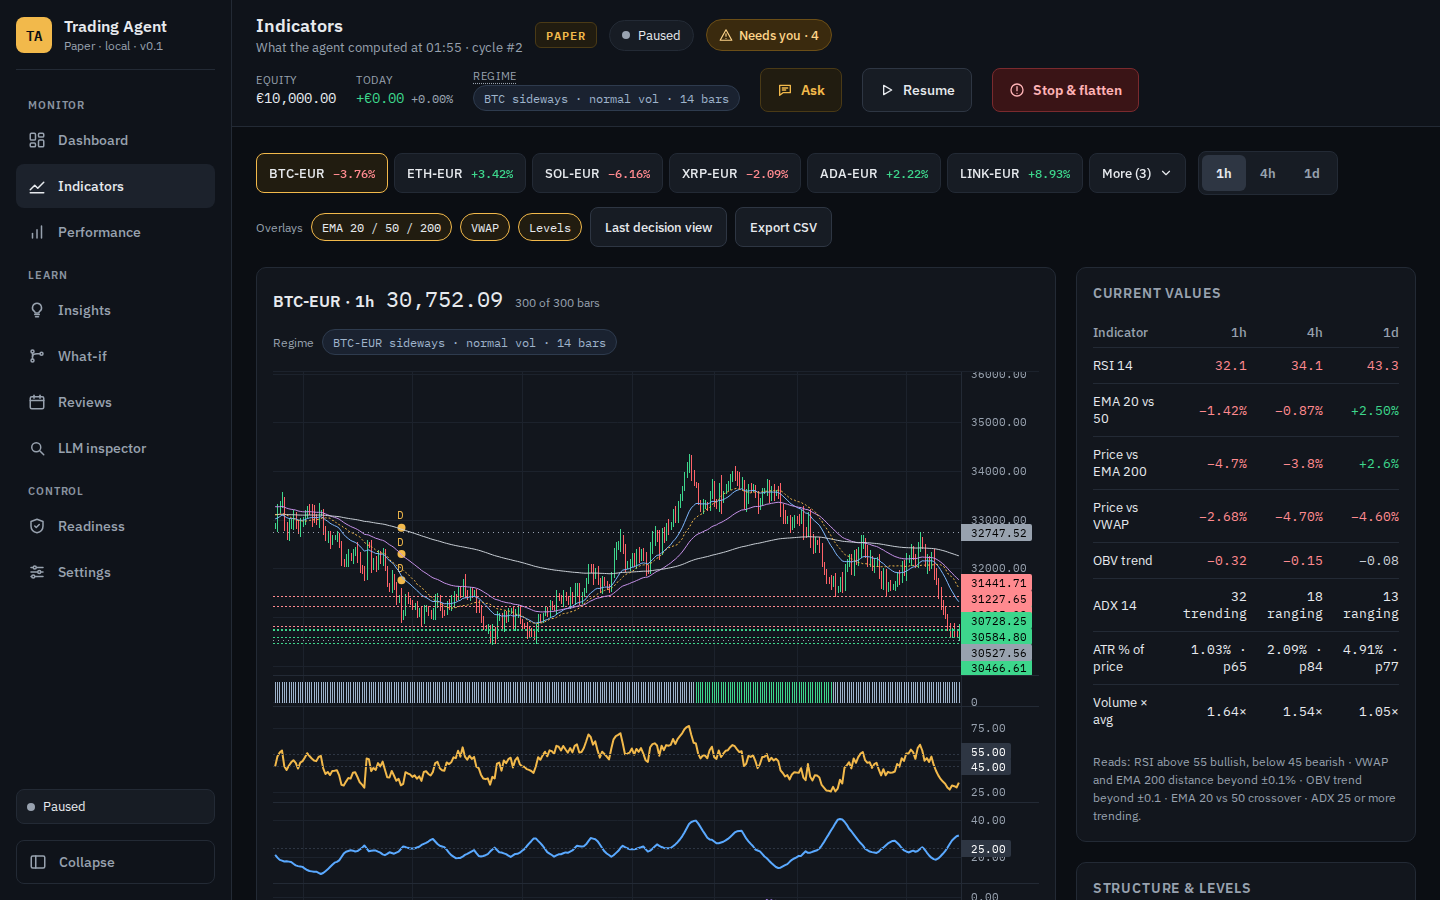 TA
Trading Agent
Paper · local · v0.1
MONITOR
Dashboard
Indicators
Performance
LEARN
Insights
What-if
Reviews
LLM inspector
CONTROL
Readiness
Settings
Paused
Collapse
Indicators
What the agent computed at 01:55 · cycle #2
PAPER
Paused
Needs you · 4
EQUITY
€10,000.00
TODAY
+€0.00 +0.00%
REGIME
BTC sideways · normal vol · 14 bars
Ask
Resume
Stop & flatten
BTC-EUR −3.76%
ETH-EUR +3.42%
SOL-EUR −6.16%
XRP-EUR −2.09%
ADA-EUR +2.22%
LINK-EUR +8.93%
More (3)
1h 4h 1d
Overlays
EMA 20 / 50 / 200
VWAP
Levels
Last decision view
Export CSV
BTC-EUR · 1h 30,752.09 300 of 300 bars
Regime BTC-EUR sideways · normal vol · 14 bars
36000.00
35000.00
34000.00
33000.00
32747.52
32000.00
31441.71
31227.65
30728.25
30584.80
30527.56
30466.61
D
D
D
0
75.00
55.00
45.00
25.00
40.00
25.00
20.00
0.00
CURRENT VALUES
Indicator 1h 4h 1d
RSI 14 32.1 34.1 43.3
EMA 20 vs 50 −1.42% −0.87% +2.50%
Price vs EMA 200 −4.7% −3.8% +2.6%
Price vs VWAP −2.68% −4.70% −4.60%
OBV trend −0.32 −0.15 −0.08
ADX 14 32 trending 18 ranging 13 ranging
ATR % of price 1.03% · p65 2.09% · p84 4.91% · p77
Volume × avg 1.64× 1.54× 1.05×
Reads: RSI above 55 bullish, below 45 bearish · VWAP
and EMA 200 distance beyond ±0.1% · OBV trend
beyond ±0.1 · EMA 20 vs 50 crossover · ADX 25 or more
trending.
STRUCTURE & LEVELS